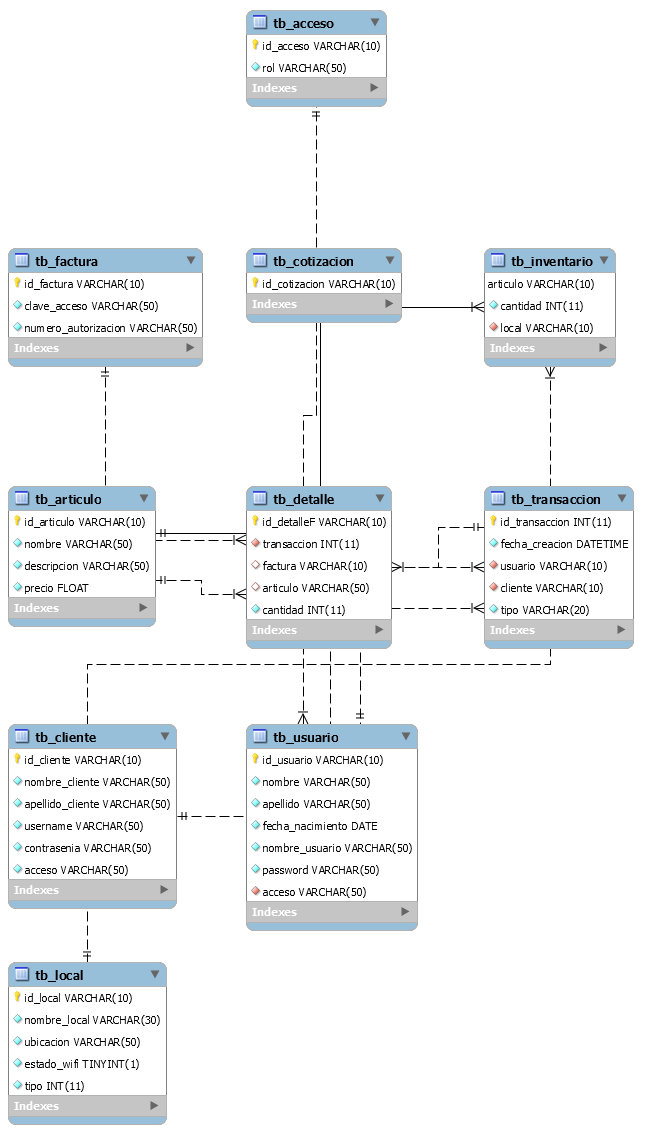 tb_acceso
id_acceso VARCHAR(10)
rol VARCHAR(50)
Indexes
tb_factura
id_factura VARCHAR(10)
clave_acceso VARCHAR(50)
numero_autorizacion VARCHAR(50)
Indexes
tb_cotizacion
id_cotizacion VARCHAR(10)
Indexes
tb_inventario
articulo VARCHAR(10)
cantidad INT(11)
local VARCHAR(10)
Indexes
tb_articulo
id_articulo VARCHAR(10)
nombre VARCHAR(50)
descripcion VARCHAR(50)
precio FLOAT
Indexes
tb_detalle
id_detalleF VARCHAR(10)
transaccion INT(11)
factura VARCHAR(10)
articulo VARCHAR(50)
cantidad INT(11)
Indexes
tb_transaccion
id_transaccion INT(11)
fecha_creacion DATETIME
usuario VARCHAR(10)
cliente VARCHAR(10)
tipo VARCHAR(20)
Indexes
tb_cliente
id_cliente VARCHAR(10)
nombre_cliente VARCHAR(50)
apellido_cliente VARCHAR(50)
username VARCHAR(50)
contrasenia VARCHAR(50)
acceso VARCHAR(50)
Indexes
tb_usuario
id_usuario VARCHAR(10)
nombre VARCHAR(50)
apellido VARCHAR(50)
fecha_nacimiento DATE
nombre_usuario VARCHAR(50)
password VARCHAR(50)
acceso VARCHAR(50)
Indexes
tb_local
id_local VARCHAR(10)
nombre_local VARCHAR(30)
ubicacion VARCHAR(50)
estado_wifi TINYINT(1)
tipo INT(11)
Indexes